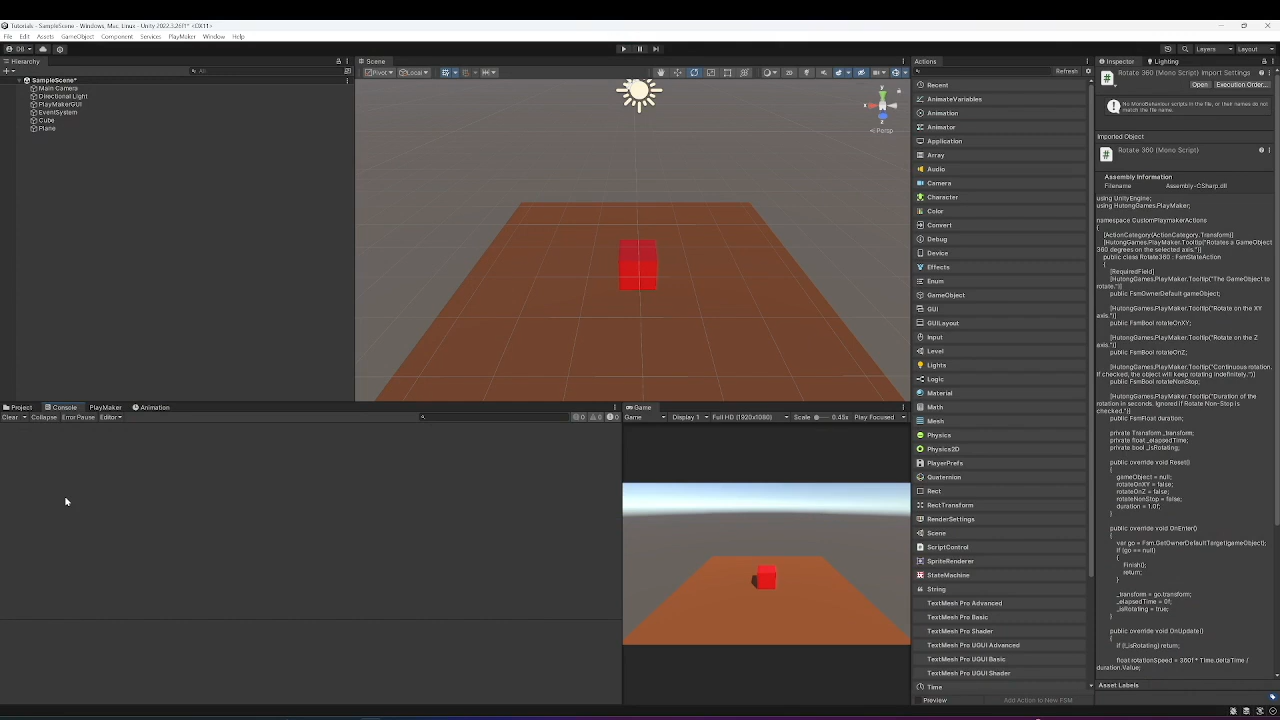 Tutorials - SampleScene - Windows, Mac, Linux - Unity 2022.3.26f1* <DX11>
File Edit Assets GameObject Component Services PlayMaker Window Help
Layers Layout
Hierarchy
All
SampleScene*
Main Camera
Directional Light
PlayMakerGUI
EventSystem
Cube
Plane
Scene
Pivot Local
2D
y
x
z
Persp
Project Console PlayMaker Animation
Clear Collapse Error Pause Editor
0 0 0
Game
Game Display 1 Full HD (1920x1080) Scale 0.45x Play Focused
Actions
Refresh
Recent
AnimateVariables
Animation
Animator
Application
Array
Audio
Camera
Character
Color
Convert
Debug
Device
Effects
Enum
GameObject
GUI
GUILayout
Input
Level
Lights
Logic
Material
Math
Mesh
Physics
Physics2D
PlayerPrefs
Quaternion
Rect
RectTransform
RenderSettings
Scene
ScriptControl
SpriteRenderer
StateMachine
String
TextMesh Pro Advanced
TextMesh Pro Basic
TextMesh Pro Shader
TextMesh Pro UGUI Advanced
TextMesh Pro UGUI Basic
TextMesh Pro UGUI Shader
Time
Preview Add Action to New FSM
Inspector Lighting
Rotate 360 (Mono Script) Import Settings
Open Execution Order...
No MonoBehaviour scripts in the file, or their names do not
match the file name.
Imported Object
Rotate 360 (Mono Script)
Assembly Information
Filename Assembly-CSharp.dll
using UnityEngine;
using HutongGames.PlayMaker;
namespace CustomPlaymakerActions
{
[ActionCategory(ActionCategory.Transform)]
[HutongGames.PlayMaker.Tooltip("Rotates a GameObject
360 degrees on the selected axis.")]
public class Rotate360 : FsmStateAction
{
[RequiredField]
[HutongGames.PlayMaker.Tooltip("The GameObject to
rotate.")]
public FsmOwnerDefault gameObject;
[HutongGames.PlayMaker.Tooltip("Rotate on the XY
axis.")]
public FsmBool rotateOnXY;
[HutongGames.PlayMaker.Tooltip("Rotate on the Z
axis.")]
public FsmBool rotateOnZ;
[HutongGames.PlayMaker.Tooltip("Continuous rotation.
If checked, the object will keep rotating indefinitely.")]
public FsmBool rotateNonStop;
[HutongGames.PlayMaker.Tooltip("Duration of the
rotation in seconds. Ignored if Rotate Non-Stop is
checked.")]
public FsmFloat duration;
private Transform _transform;
private float _elapsedTime;
private bool _isRotating;
public override void Reset()
{
gameObject = null;
rotateOnXY = false;
rotateOnZ = false;
rotateNonStop = false;
duration = 1.0f;
}
public override void OnEnter()
{
var go = Fsm.GetOwnerDefaultTarget(gameObject);
if (go == null)
{
Finish();
return;
}
_transform = go.transform;
_elapsedTime = 0f;
_isRotating = true;
public override void OnUpdate()
{
if (!_isRotating) return;
float rotationSpeed = 360f * Time.deltaTime /
duration.Value;
Asset Labels